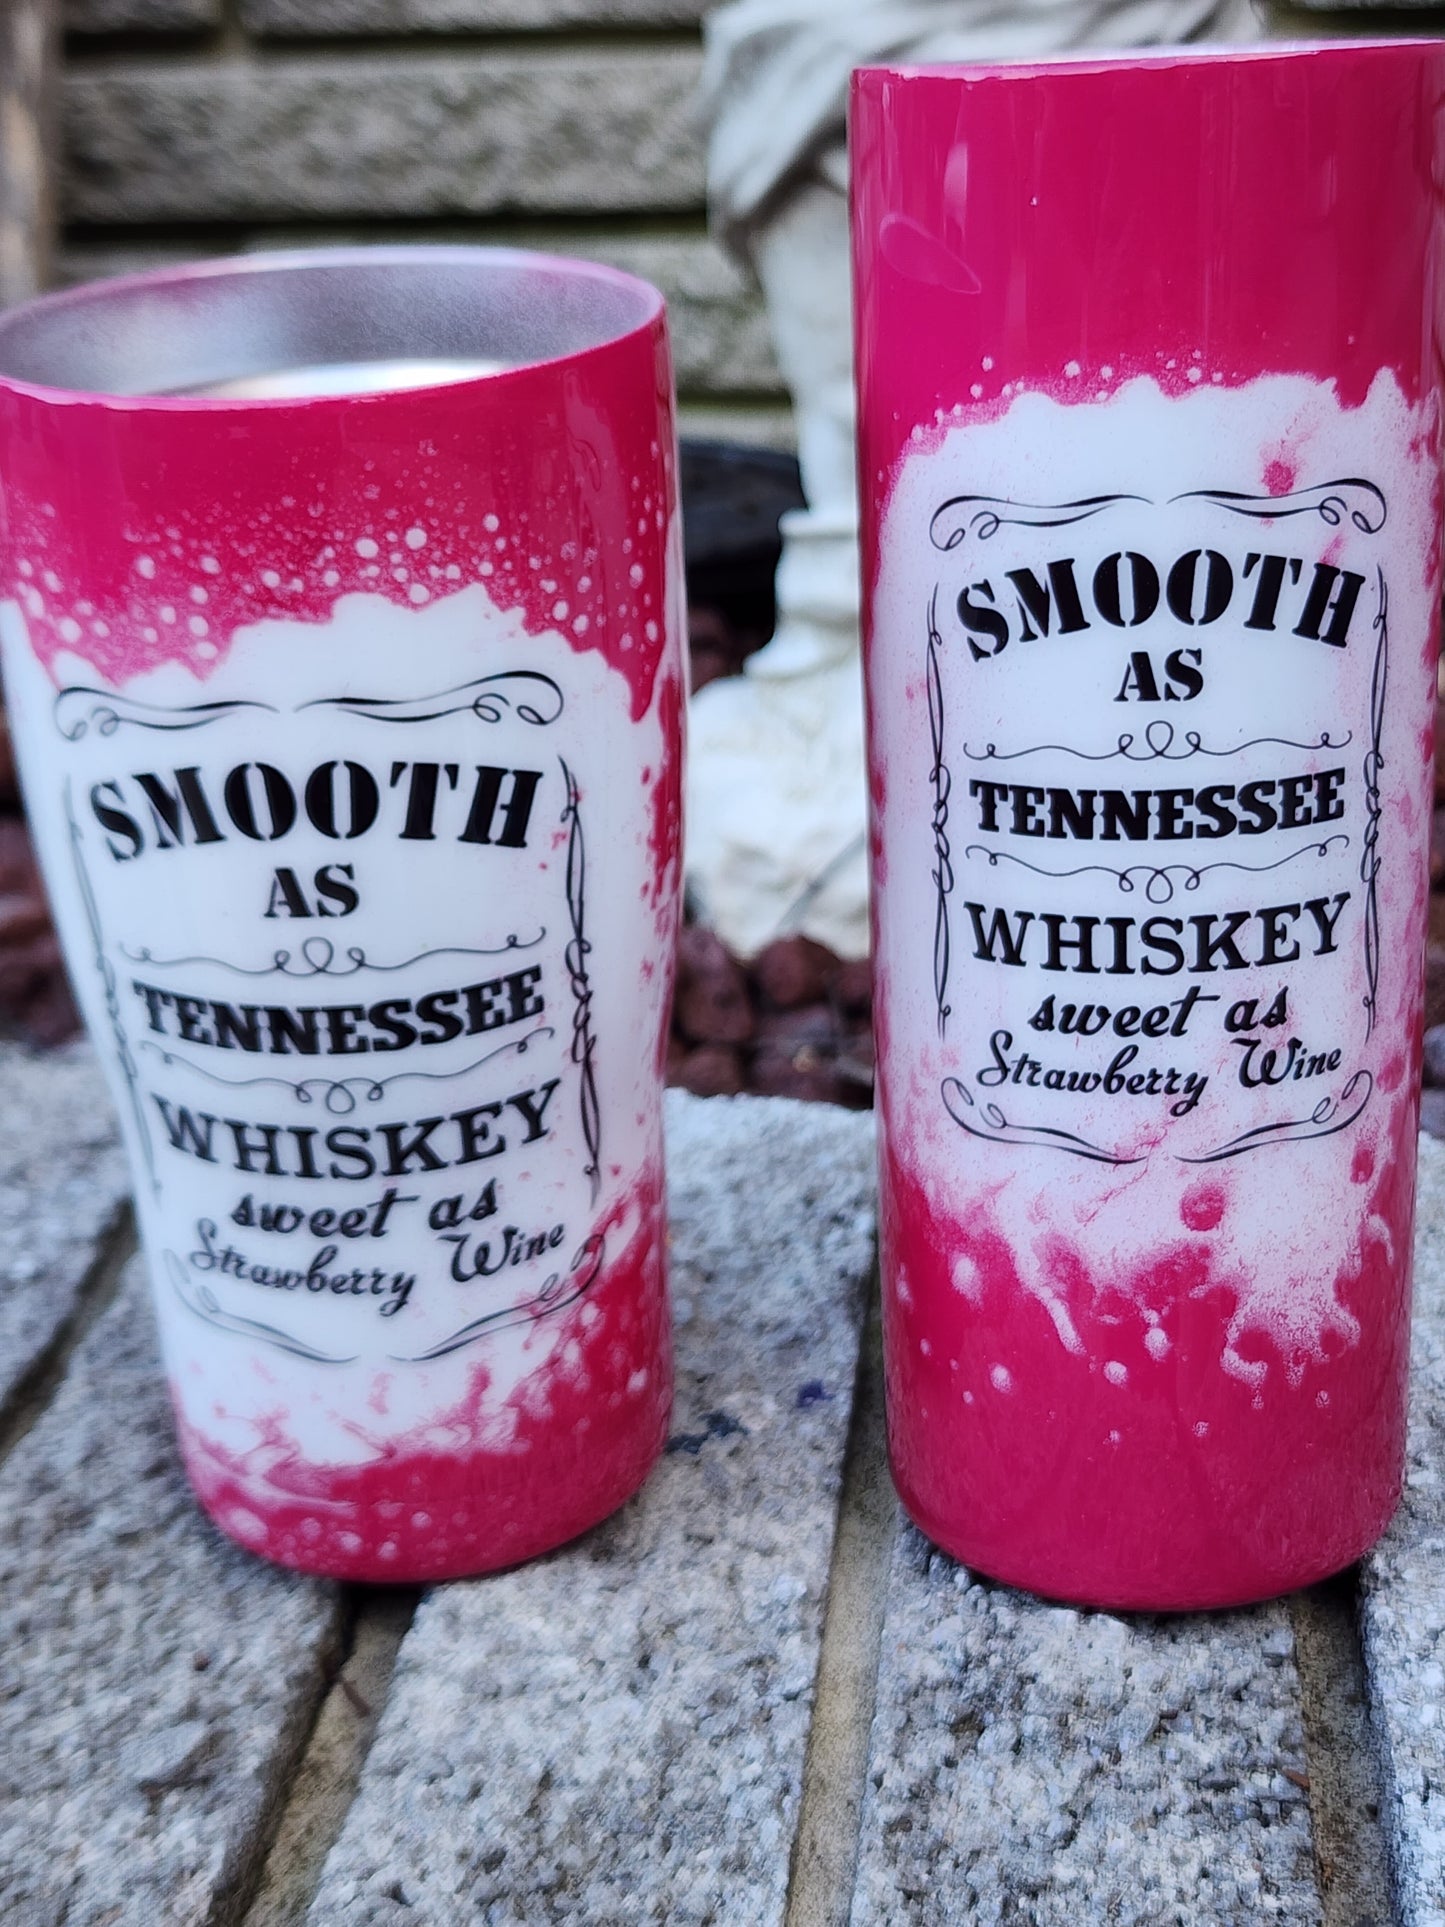 SMOOTH
AS
TENNESSEE
WHISKEY
sweet as
Strawberry Wine
SMOOTH
AS
TENNESSEE
WHISKEY
sweet as
Strawberry Wine